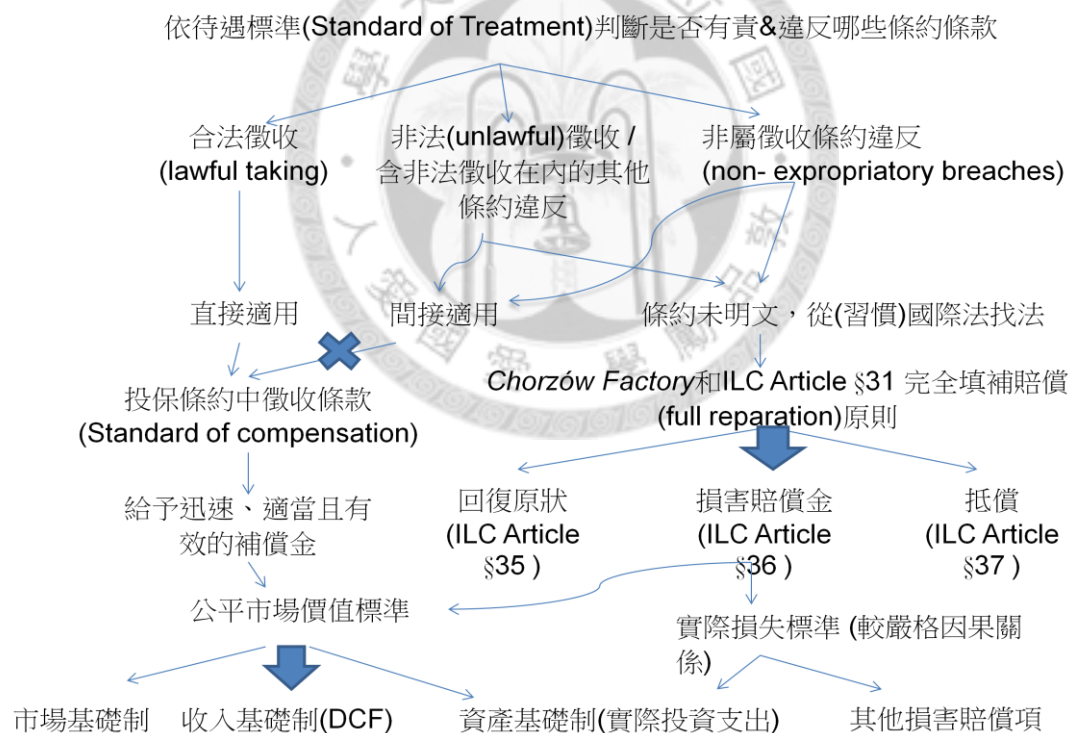 依待遇標準(Standard of Treatment)判斷是否有責&違反哪些條約條款
合法徵收
(lawful taking)
非法(unlawful)徵收 /
含非法徵收在內的其他
條約違反
非屬徵收條約違反
(non- expropriatory breaches)
直接適用
間接適用
條約未明文，從(習慣)國際法找法
投保條約中徵收條款
(Standard of compensation)
Chorzów Factory和ILC Article §31 完全填補賠償
(full reparation)原則
給予迅速、適當且有
效的補償金
回復原狀
(ILC Article
§35 )
損害賠償金
(ILC Article
§36 )
抵償
(ILC Article
§37 )
公平市場價值標準
實際損失標準 (較嚴格因果關
係)
市場基礎制
收入基礎制(DCF)
資產基礎制(實際投資支出)
其他損害賠償項